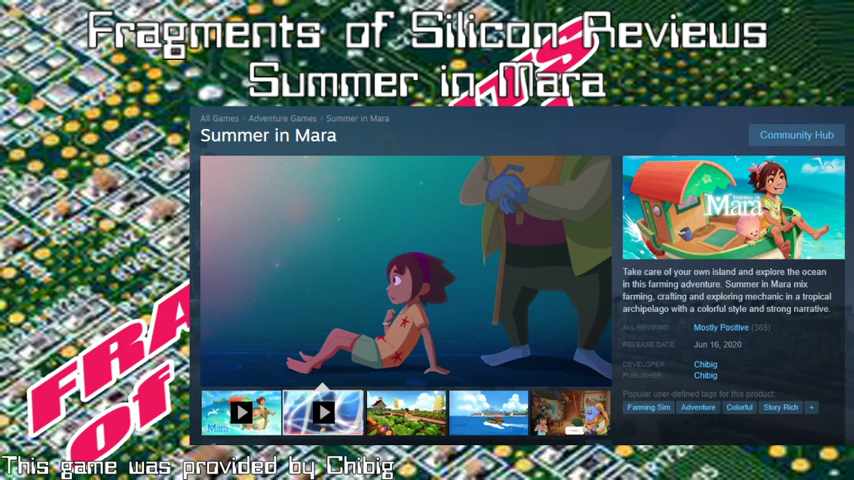 Fragments of Silicon Reviews
Summer in Mara
All Games > Adventure Games > Summer in Mara
Summer in Mara
Community Hub
Mara
Take care of your own island and explore the ocean
in this farming adventure. Summer in Mara mix
farming, crafting and exploring mechanic in a tropical
archipelago with a colorful style and strong narrative.
ALL REVIEWS: Mostly Positive (385)
RELEASE DATE: Jun 16, 2020
DEVELOPER: Chibig
PUBLISHER: Chibig
Popular user-defined tags for this product:
Farming Sim Adventure Colorful Story Rich +
Mara
FRA
of
This game was provided by Chibig